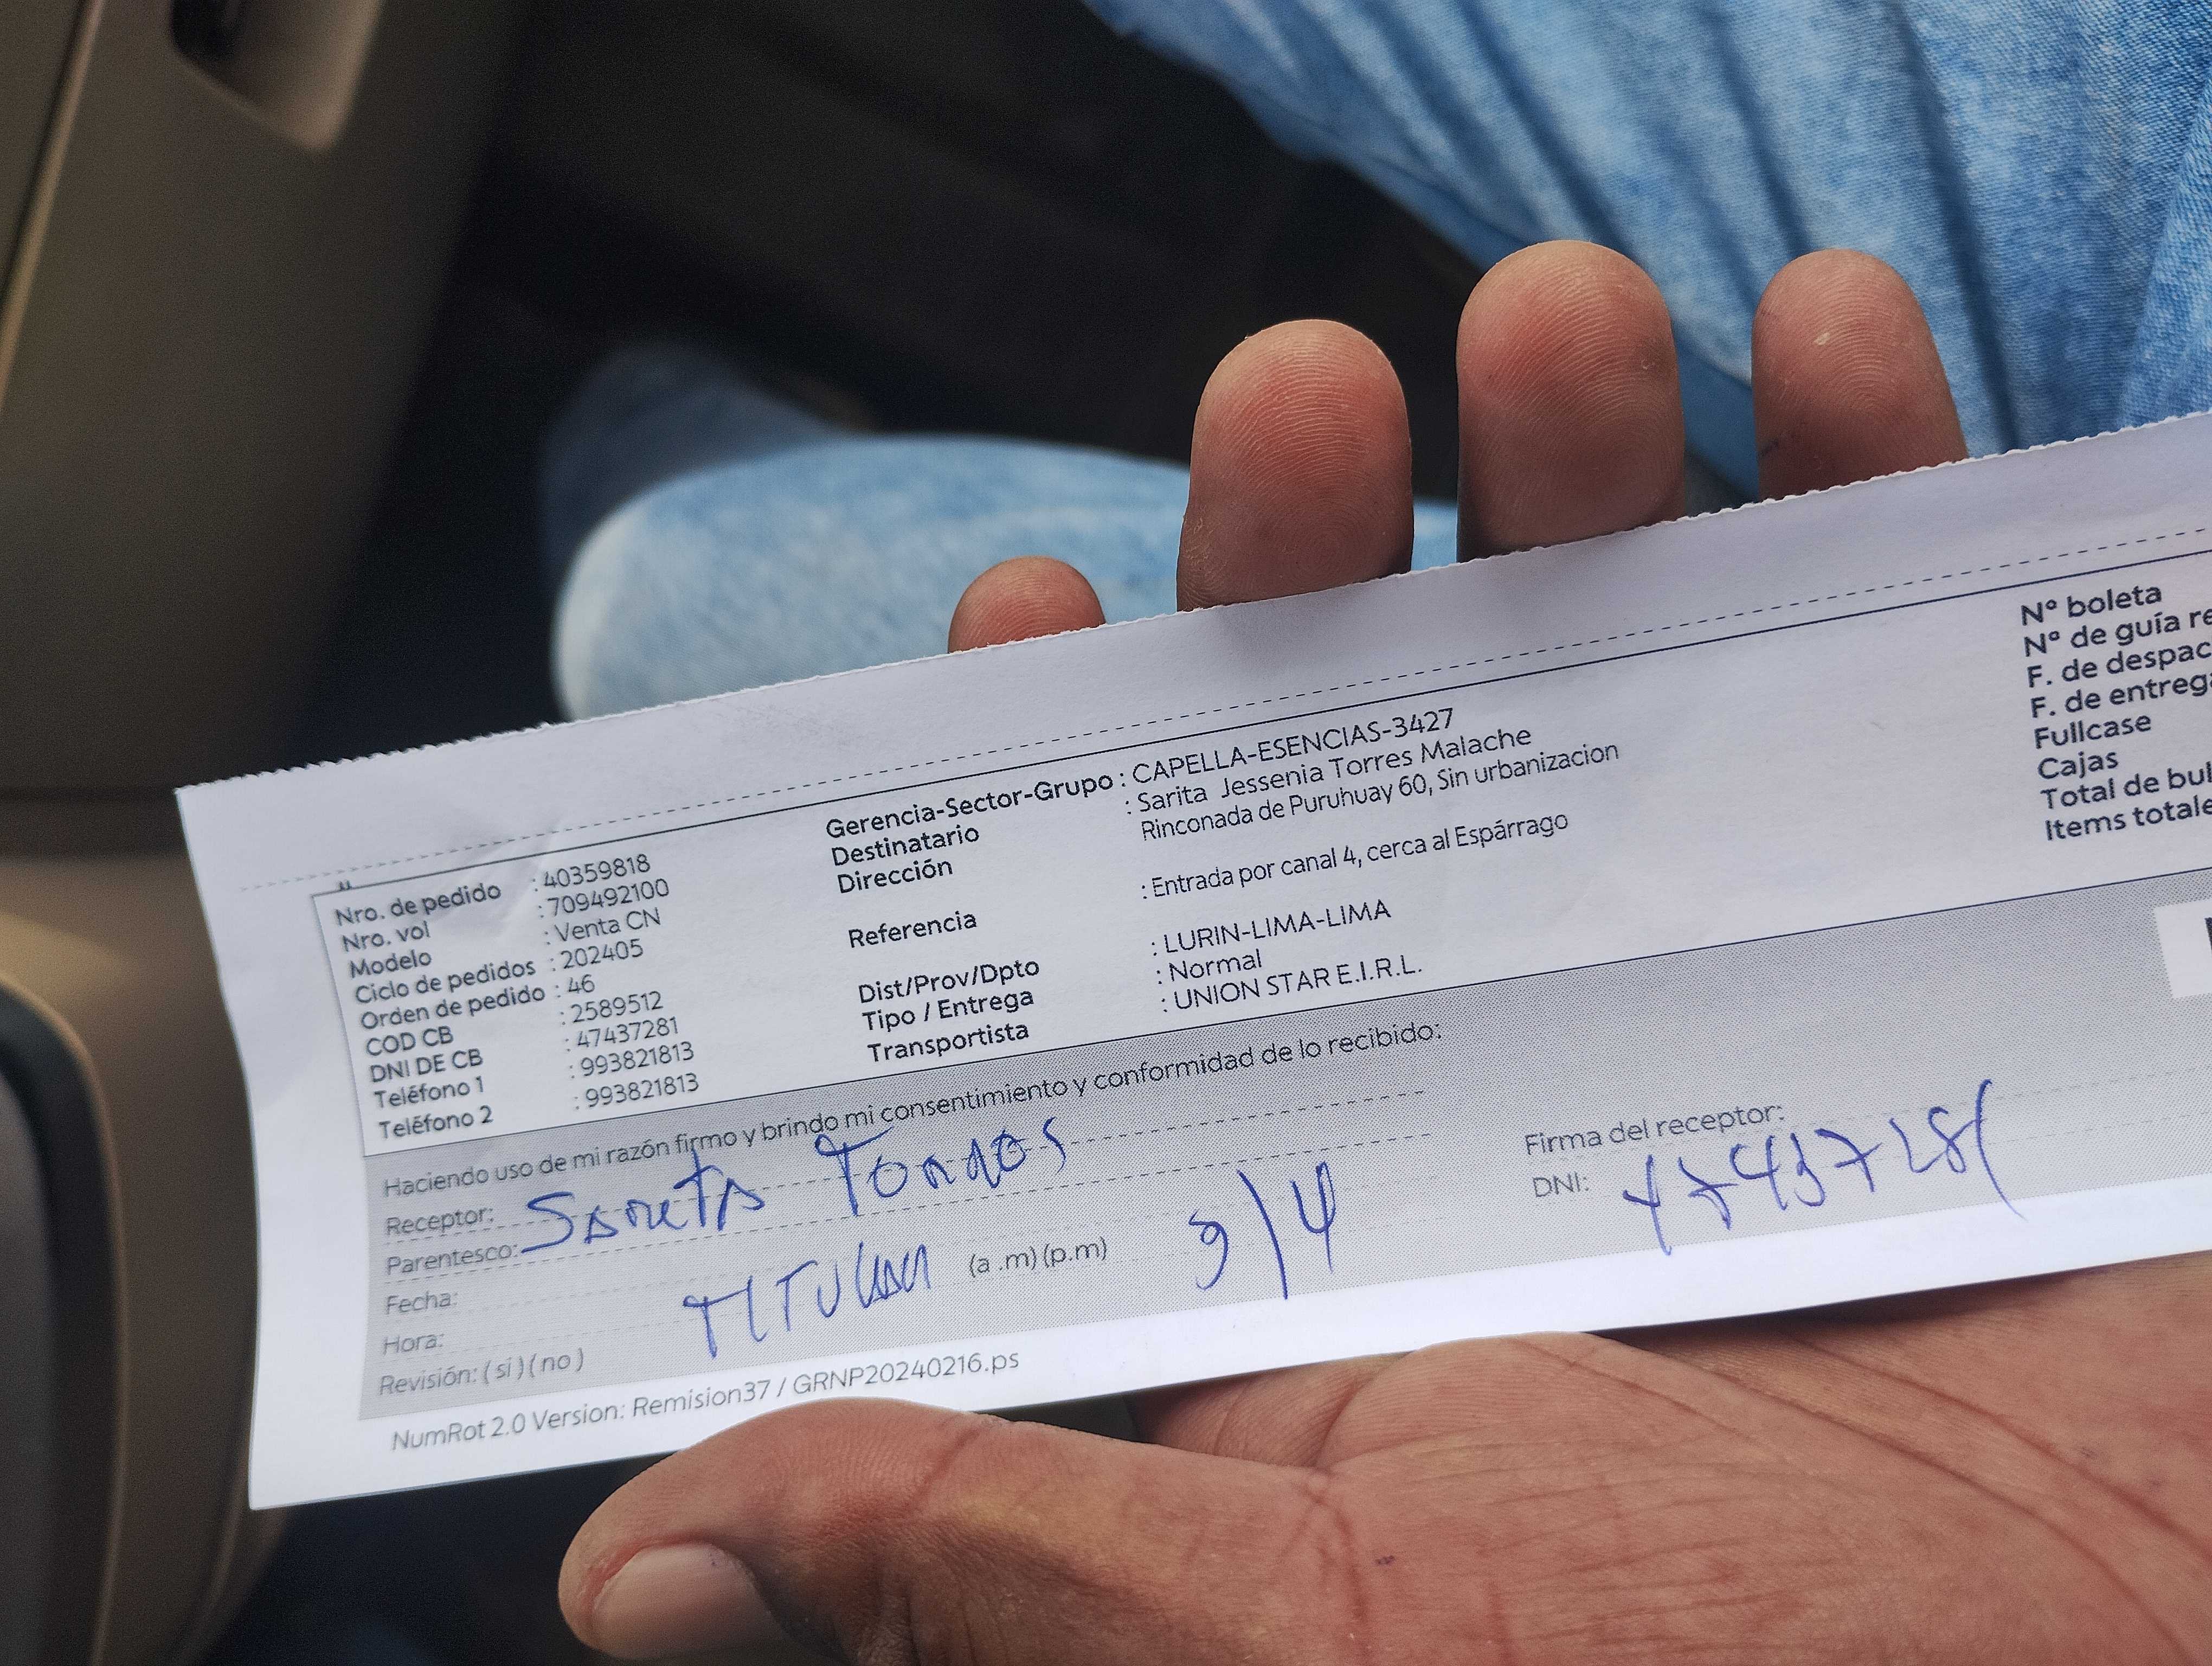 Nro. de pedido : 40359818
Nro. vol : 709492100
Modelo : Venta CN
Ciclo de pedidos : 202405
Orden de pedido : 46
COD CB : 2589512
DNI DE CB : 47437281
Teléfono 1 : 993821813
Teléfono 2 : 993821813
Gerencia-Sector-Grupo : CAPELLA-ESENCIAS-3427
Destinatario : Sarita Jessenia Torres Malache
Dirección Rinconada de Puruhuay 60, Sin urbanizacion
Referencia : Entrada por canal 4, cerca al Espárrago
Dist/Prov/Dpto : LURIN-LIMA-LIMA
Tipo / Entrega : Normal
Transportista : UNION STAR E.I.R.L.
Nº boleta
Nº de guía re
F. de despac
F. de entrega
Fullcase
Cajas
Total de bul
Items totale
Haciendo uso de mi razón firmo y brindo mi consentimiento y conformidad de lo recibido:
Receptor: Sarita Torres
Parentesco:
Fecha:
Hora: TITULAR (a .m) (p.m) 9/4
Revisión: ( si ) ( no )
Firma del receptor:
DNI: 47437281
NumRot 2.0 Version: Remision37 / GRNP20240216.ps